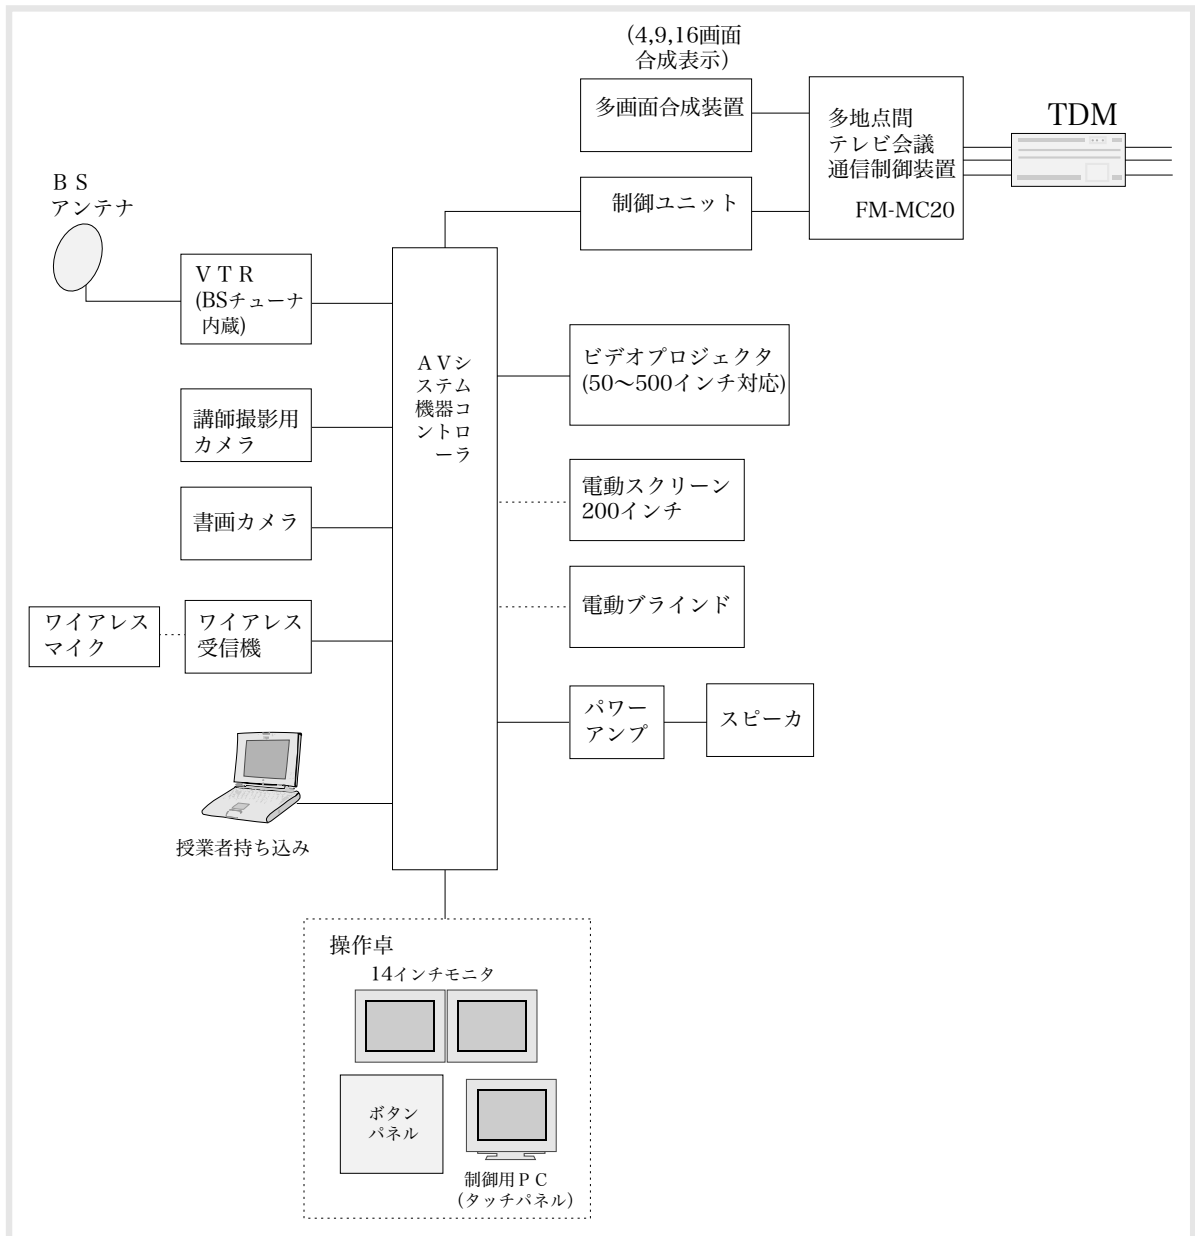 (4,9,16画面
合成表示)
多画面合成装置
多地点間
テレビ会議
通信制御装置
FM-MC20
TDM
制御ユニット
ＢＳ
アンテナ
ＶＴＲ
(BSチューナ
内蔵)
ＡＶシ
ステム
機器コ
ントロ
ーラ
ビデオプロジェクタ
(50〜500インチ対応)
講師撮影用
カメラ
電動スクリーン
200インチ
書画カメラ
電動ブラインド
ワイアレス
マイク
ワイアレス
受信機
パワー
アンプ
スピーカ
授業者持ち込み
操作卓
14インチモニタ
ボタン
パネル
制御用ＰＣ
(タッチパネル)